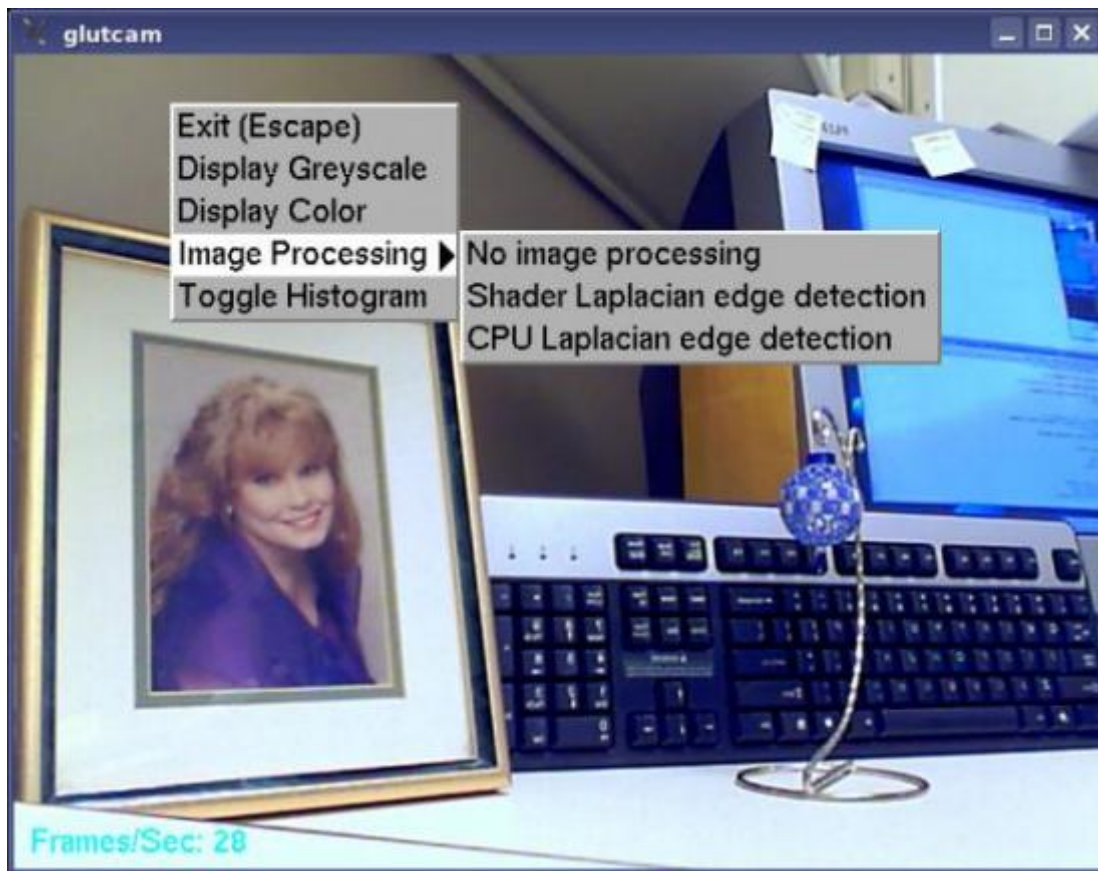 glutcam
Exit (Escape)
Display Greyscale
Display Color
Image Processing
Toggle Histogram
No image processing
Shader Laplacian edge detection
CPU Laplacian edge detection
Frames/Sec: 28